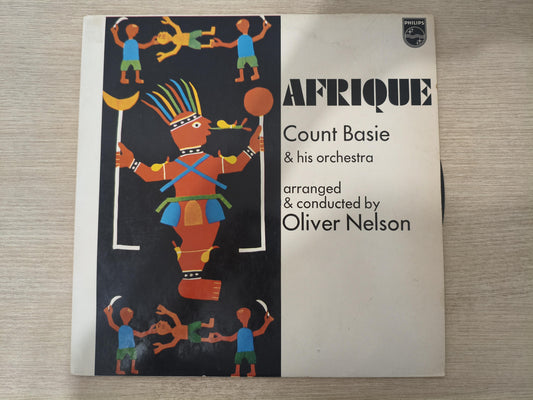 PHILIPS
AFRIQUE
Count Basie
& his orchestra
arranged
& conducted by
Oliver Nelson